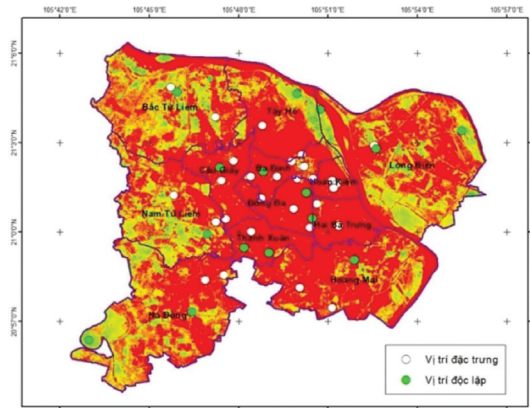 105°42'0"E 105°45'0"E 105°48'0"E 105°51'0"E 105°54'0"E 105°57'0"E
21°6'0"N
Bắc Từ Liêm
Tây Hồ
21°3'0"N
Long Biên
Cầu Giấy
Ba Đình
Hoàn Kiếm
Đống Đa
Nam Từ Liêm
Hai Bà Trưng
21°0'0"N
Thanh Xuân
Hoàng Mai
20°57'0"N
Hà Đông
Vị trí đặc trưng
Vị trí độc lập